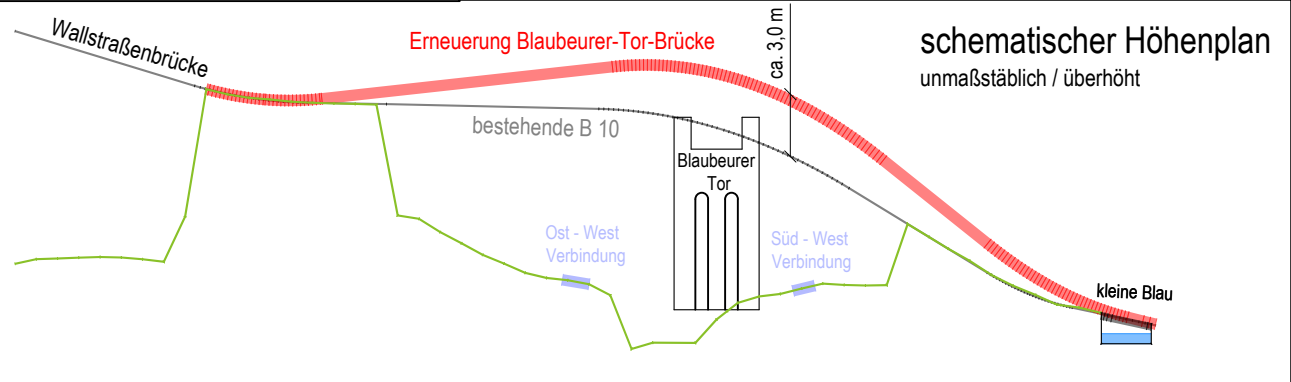 Wallstraßenbrücke
Erneuerung Blaubeurer-Tor-Brücke
ca. 3,0 m
schematischer Höhenplan
unmaßstäblich / überhöht
bestehende B 10
Blaubeurer
Tor
Ost - West
Verbindung
Süd - West
Verbindung
kleine Blau